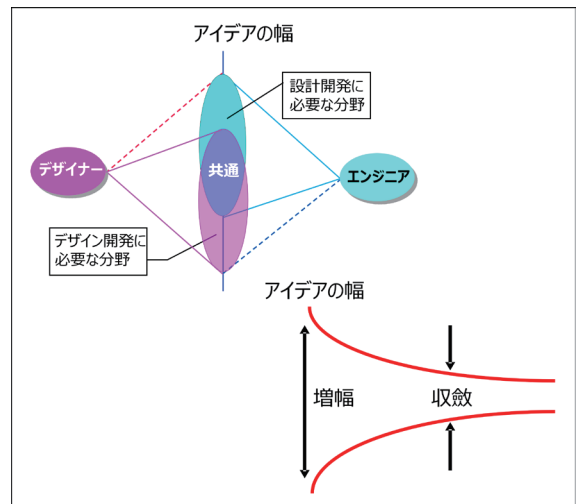 アイデアの幅
設計開発に
必要な分野
デザイナー
共通
エンジニア
デザイン開発に
必要な分野
アイデアの幅
増幅
収斂